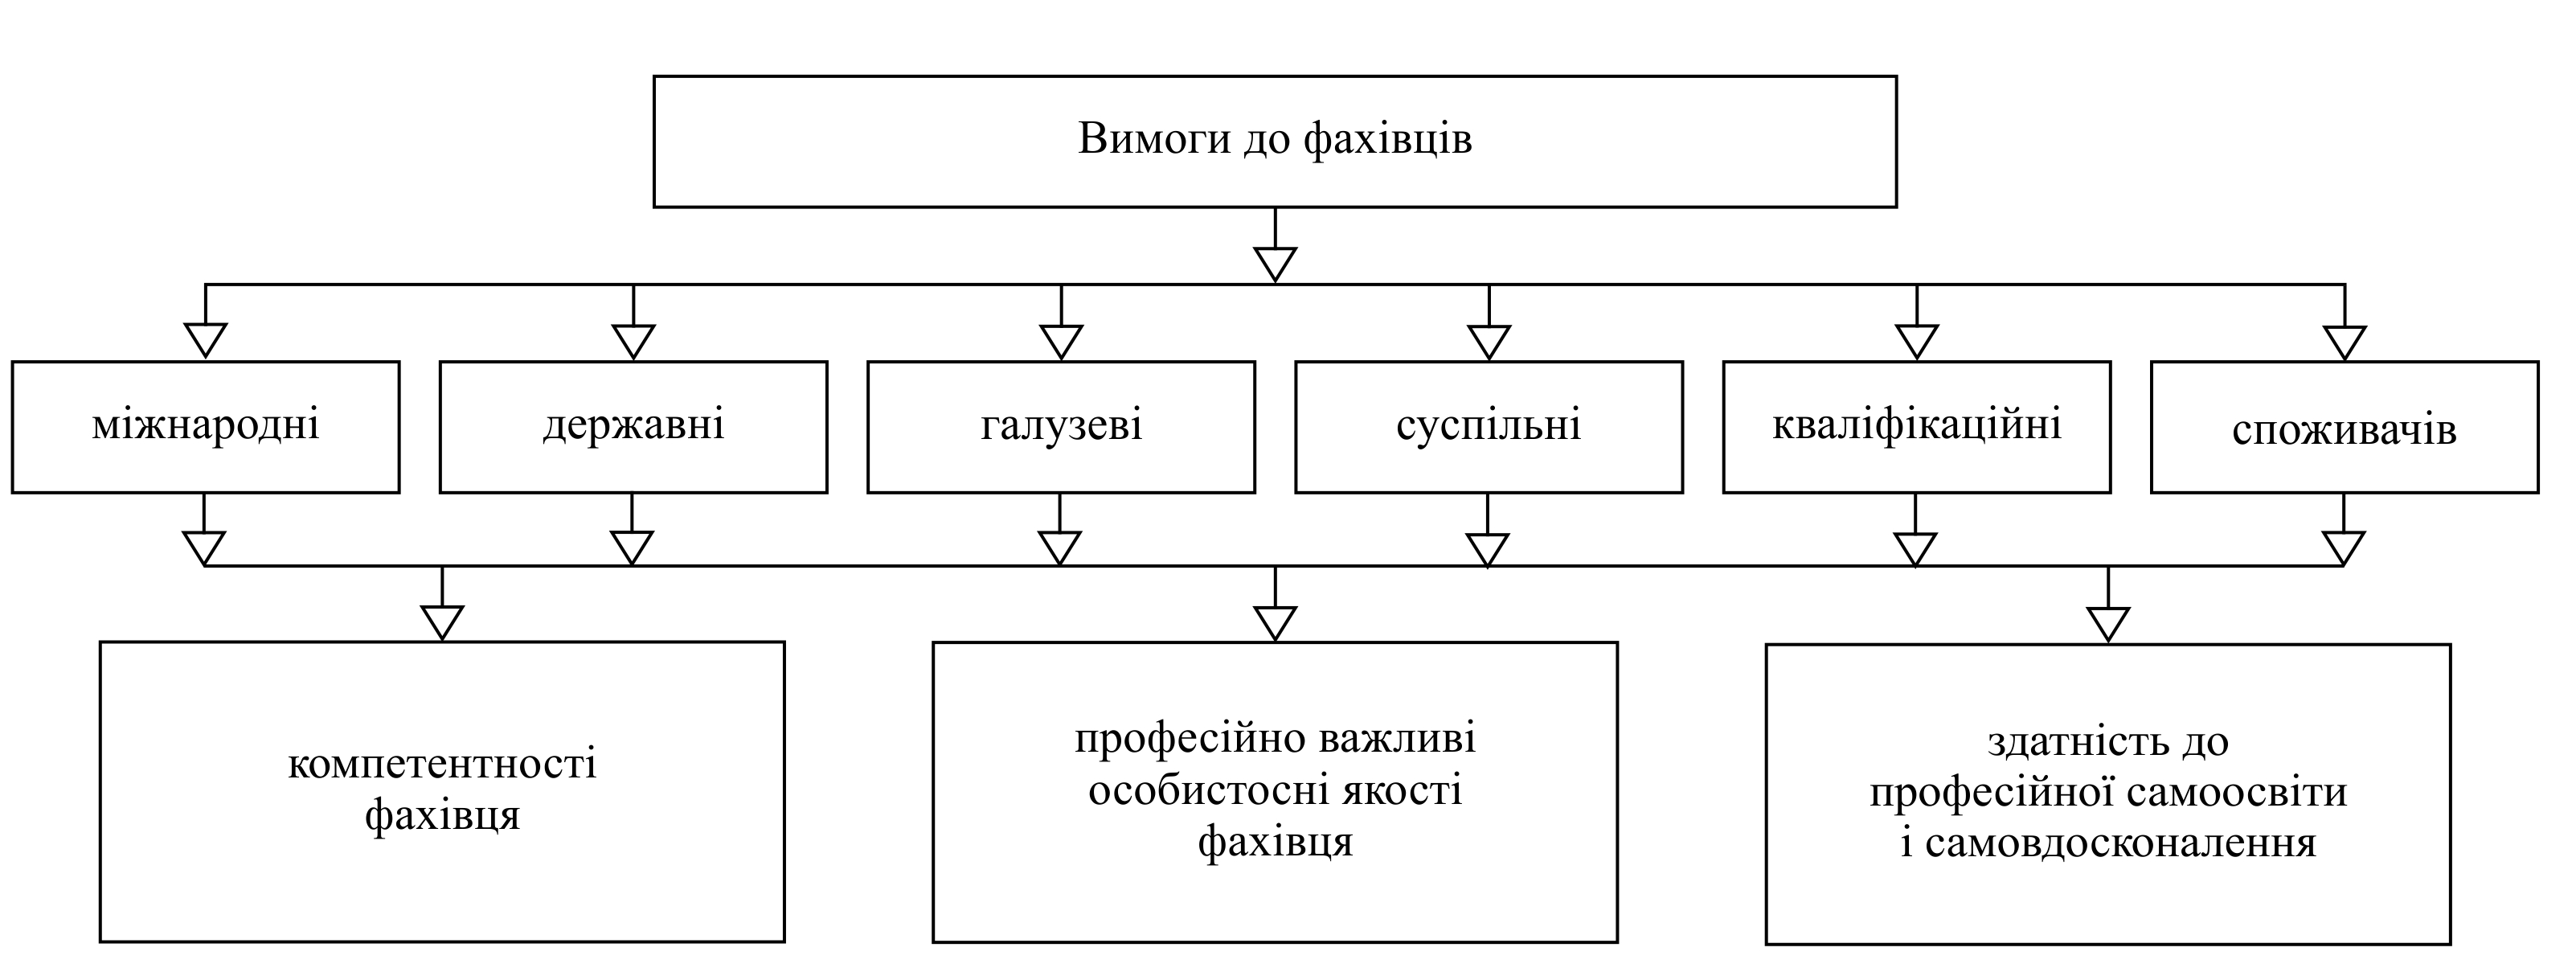 Вимоги до фахівців
міжнародні
державні
галузеві
суспільні
кваліфікаційні
споживачів
компетентності
фахівця
професійно важливі
особистосні якості
фахівця
здатність до
професійної самоосвіти
і самовдосконалення